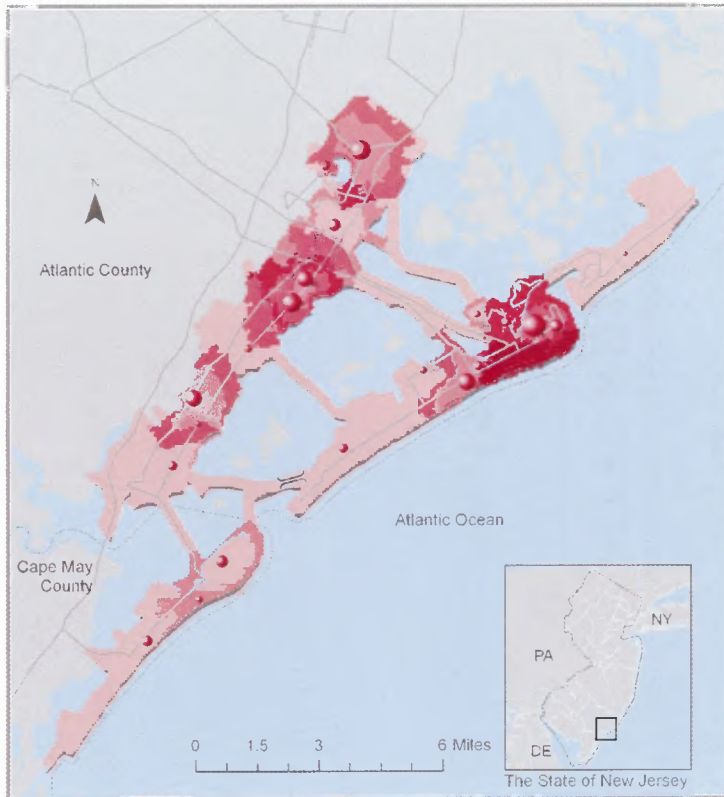 N
Atlantic County
Atlantic Ocean
Cape May
County
NY
PA
DE
0 1.5 3 6 Miles
The State of New Jersey